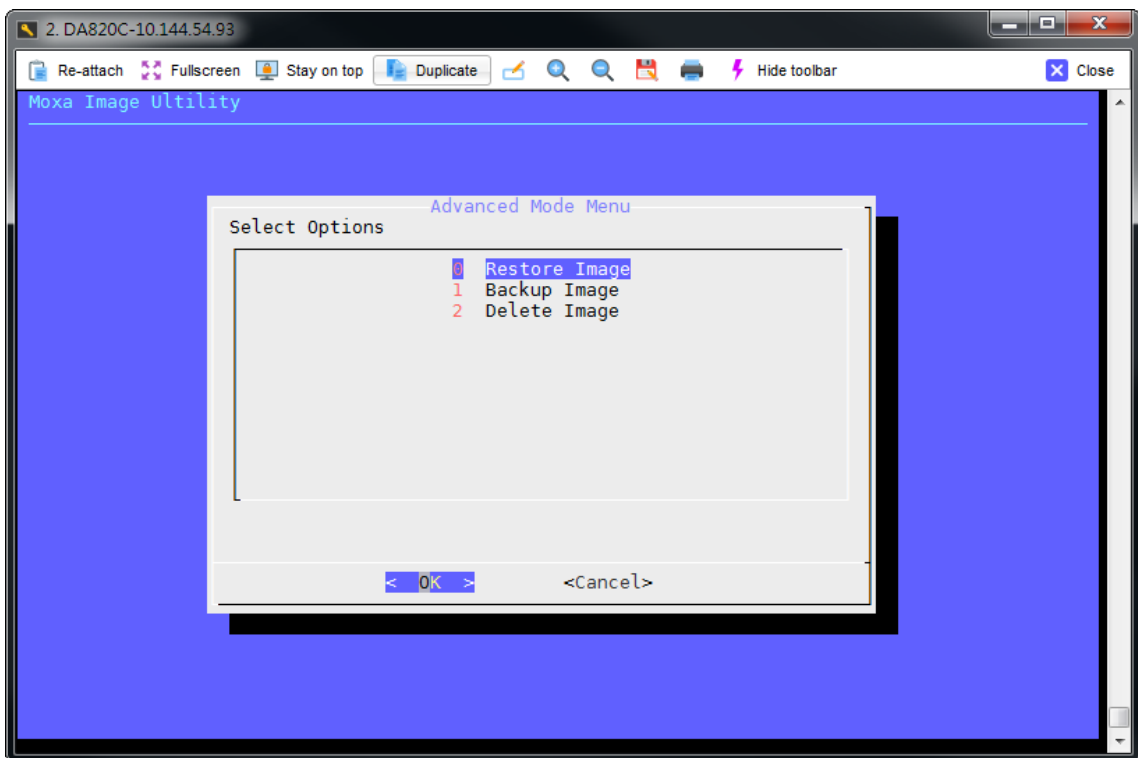 2. DA820C-10.144.54.93
Re-attach Fullscreen Stay on top Duplicate Hide toolbar Close
Moxa Image Ultility
Advanced Mode Menu
Select Options
0 Restore Image
1 Backup Image
2 Delete Image
< OK > <Cancel>